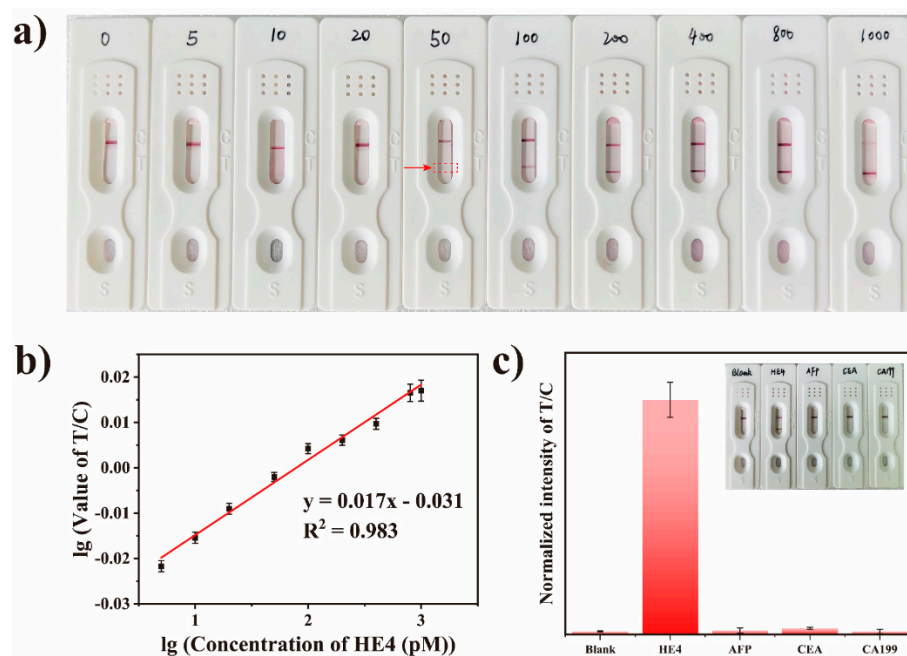 a)
0 5 10 20 50 100 200 400 800 1000
C
T
S S S S S S S S S
b)
0.02
0.01
0.00
-0.01
-0.02
-0.03
lg (Value of T/C)
y = 0.017x - 0.031
R² = 0.983
1 2 3
lg (Concentration of HE4 (pM))
c)
Normalized intensity of T/C
Blank HE4 AFP CEA CA199
Blank HE4 AFP CEA CA199